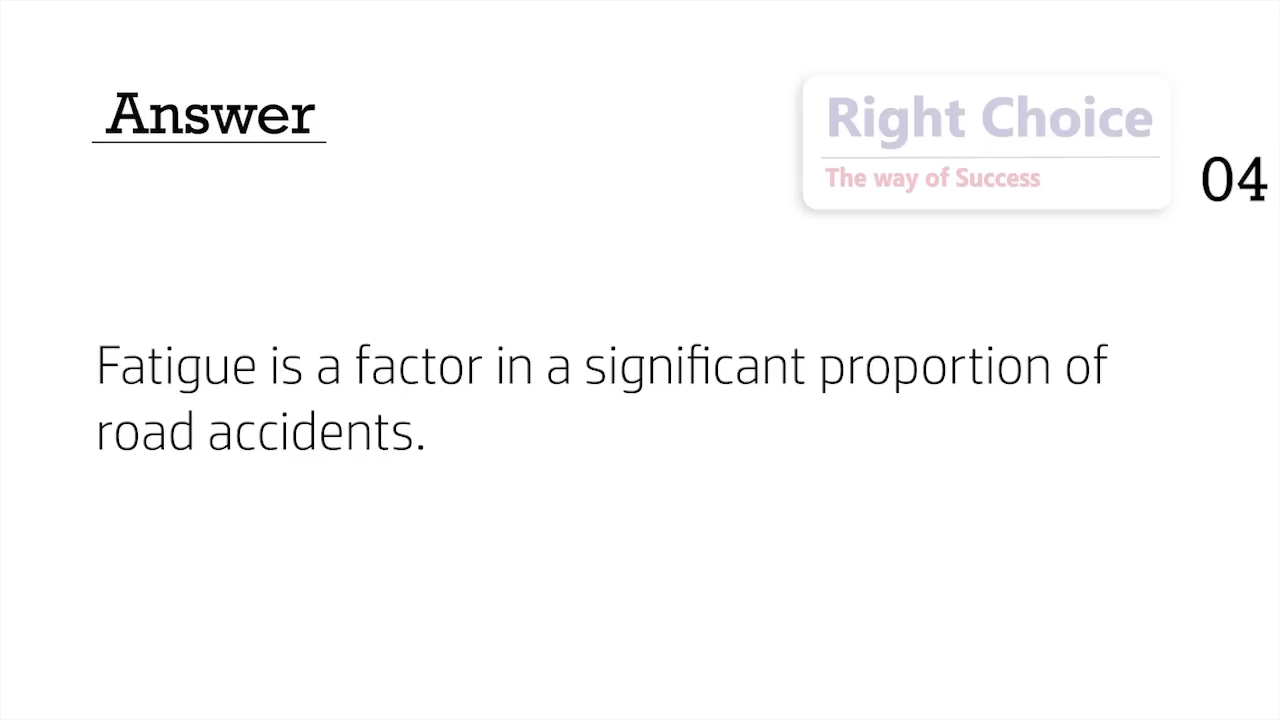 Answer
Right Choice
The way of Success
04
Fatigue is a factor in a significant proportion of
road accidents.